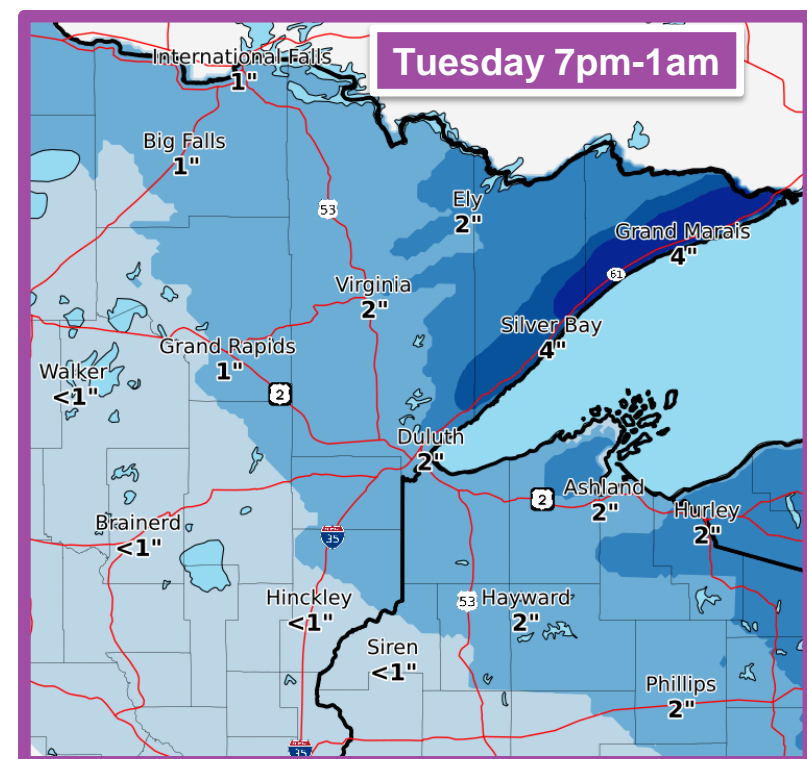 Tuesday 7pm-1am
International Falls
1"
Big Falls
1"
53
Ely
2"
Grand Marais
4"
61
Virginia
2"
Silver Bay
4"
Grand Rapids
1"
Walker
<1"
2
Duluth
2"
2
Ashland
2"
Hurley
2"
Brainerd
<1"
35
Hinckley
<1"
53
Hayward
2"
Siren
<1"
Phillips
2"
35